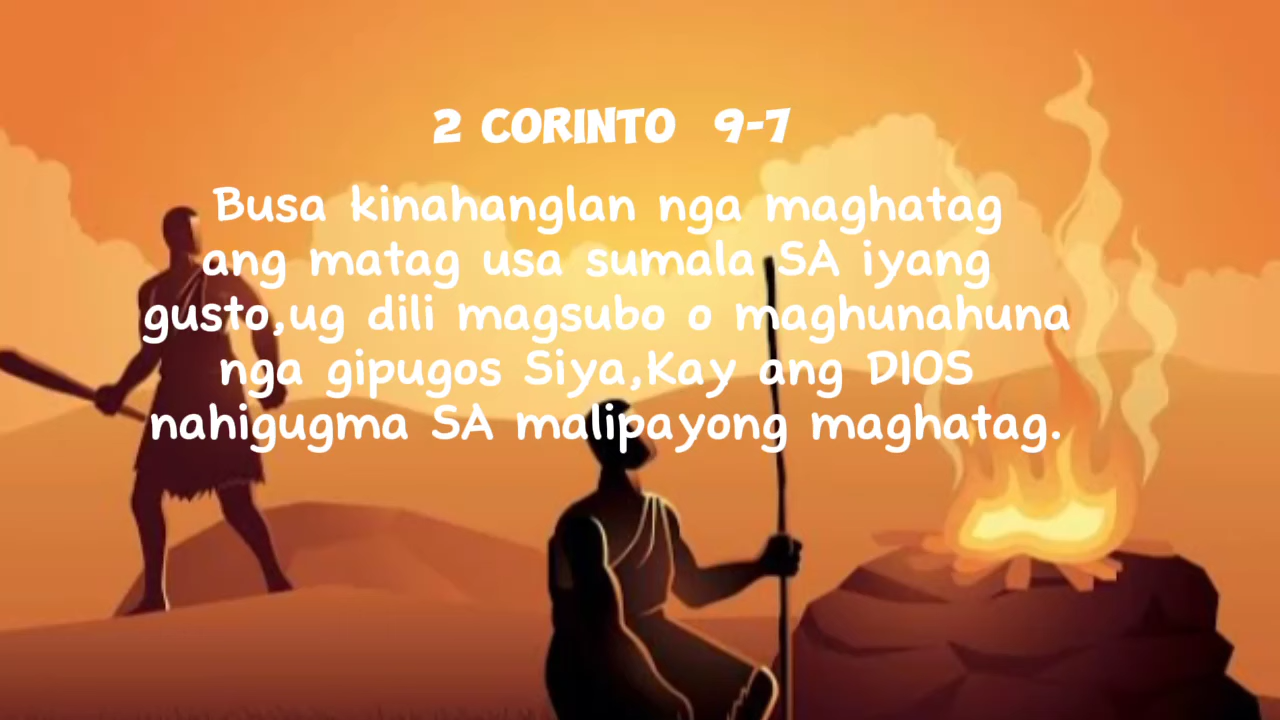 2 CORINTO 9-7
Busa kinahanglan nga maghatag
ang matag usa sumala SA iyang
gusto,ug dili magsubo o maghunahuna
nga gipugos Siya,Kay ang DIOS
nahigugma SA malipayong maghatag.